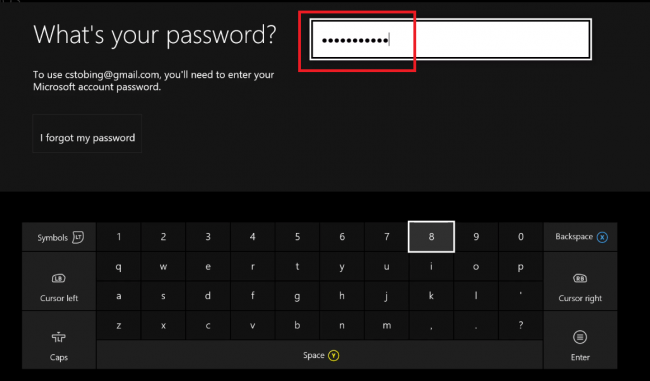 What's your password?
•••••••••••
To use cstobing@gmail.com, you'll need to enter your
Microsoft account password.
I forgot my password
Symbols LT 1 2 3 4 5 6 7 8 9 0 Backspace X
LB q w e r t y u i o p RB
Cursor left a s d f g h j k l ' Cursor right
z x c v b n m , . ?
Caps Space Y Enter